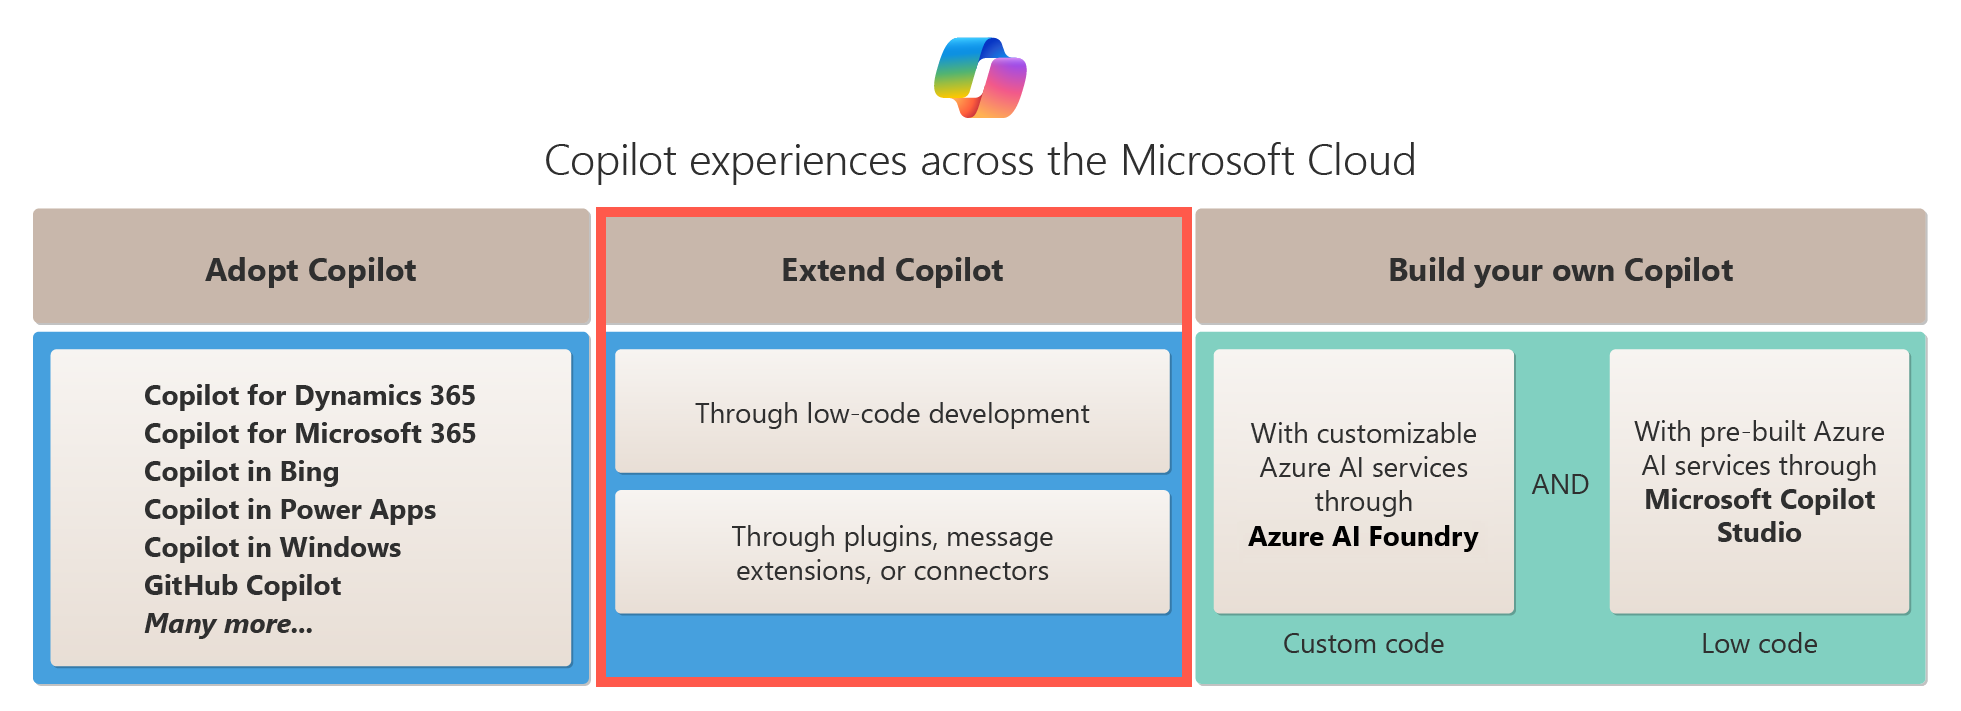 Copilot experiences across the Microsoft Cloud
Adopt Copilot
Copilot for Dynamics 365
Copilot for Microsoft 365
Copilot in Bing
Copilot in Power Apps
Copilot in Windows
GitHub Copilot
Many more...
Extend Copilot
Through low-code development
Through plugins, message
extensions, or connectors
Build your own Copilot
With customizable
Azure AI services
through
Azure AI Foundry
Custom code
AND
With pre-built Azure
AI services through
Microsoft Copilot
Studio
Low code